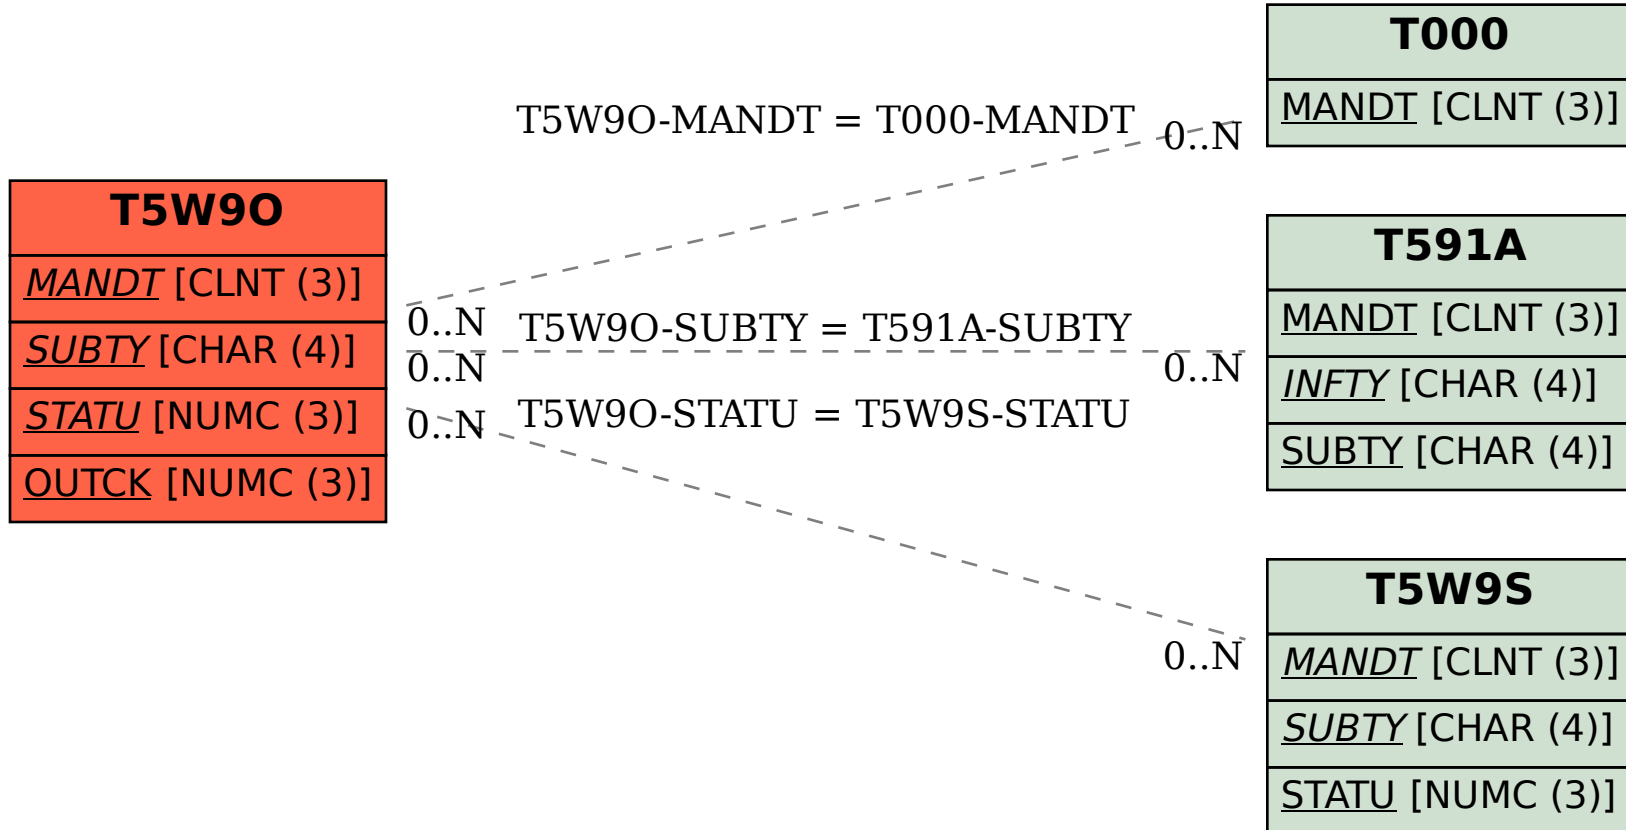 T5W9O
MANDT [CLNT (3)]
SUBTY [CHAR (4)]
STATU [NUMC (3)]
OUTCK [NUMC (3)]
T5W9O-MANDT = T000-MANDT
0..N
0..N
T5W9O-SUBTY = T591A-SUBTY
0..N
0..N
T5W9O-STATU = T5W9S-STATU
0..N
0..N
T000
MANDT [CLNT (3)]
T591A
MANDT [CLNT (3)]
INFTY [CHAR (4)]
SUBTY [CHAR (4)]
T5W9S
MANDT [CLNT (3)]
SUBTY [CHAR (4)]
STATU [NUMC (3)]